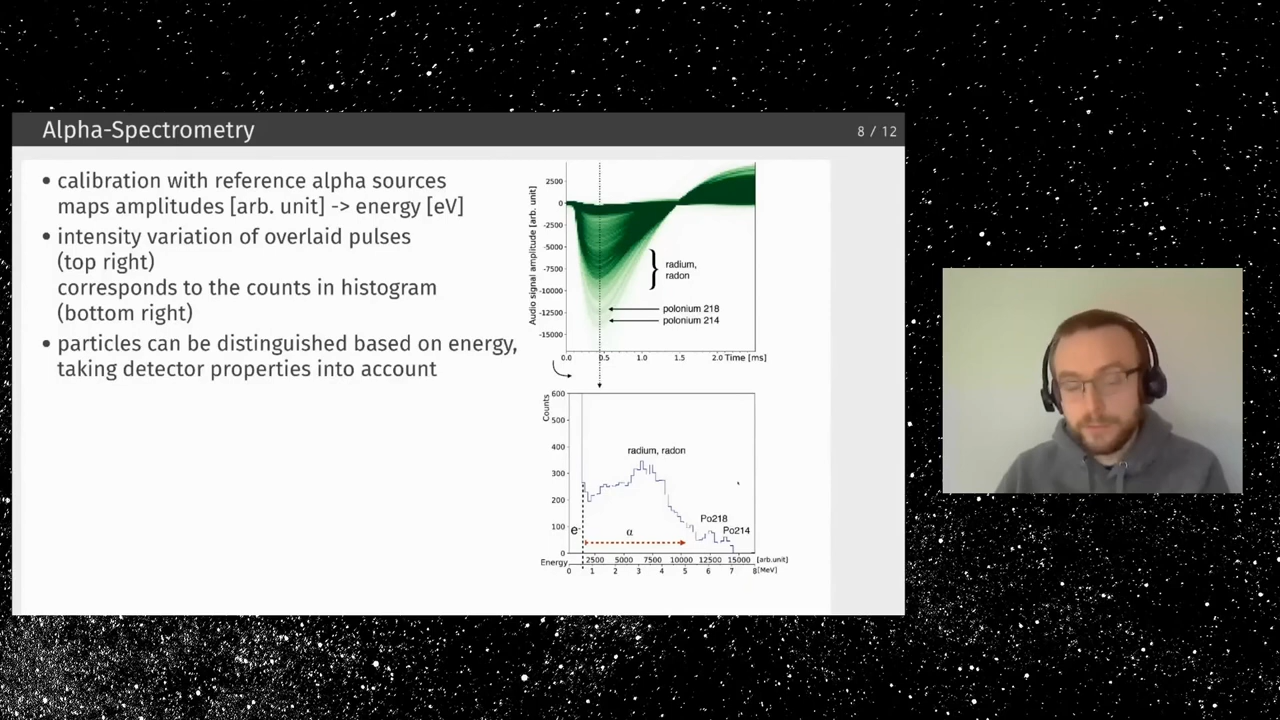 Alpha-Spectrometry
8 / 12
• calibration with reference alpha sources
maps amplitudes [arb. unit] -> energy [eV]
• intensity variation of overlaid pulses
(top right)
corresponds to the counts in histogram
(bottom right)
• particles can be distinguished based on energy,
taking detector properties into account
Audio signal amplitude [arb. unit]
2500
0
-2500
-5000
-7500
-10000
-12500
-15000
radium,
radon
polonium 218
polonium 214
0.0 0.5 1.0 1.5 2.0 Time [ms]
Counts
600
500
400
300
200
100
0
radium, radon
Po218
Po214
e-
α
2500 5000 7500 10000 12500 15000 [arb.unit]
Energy
0 1 2 3 4 5 6 7 8 [MeV]